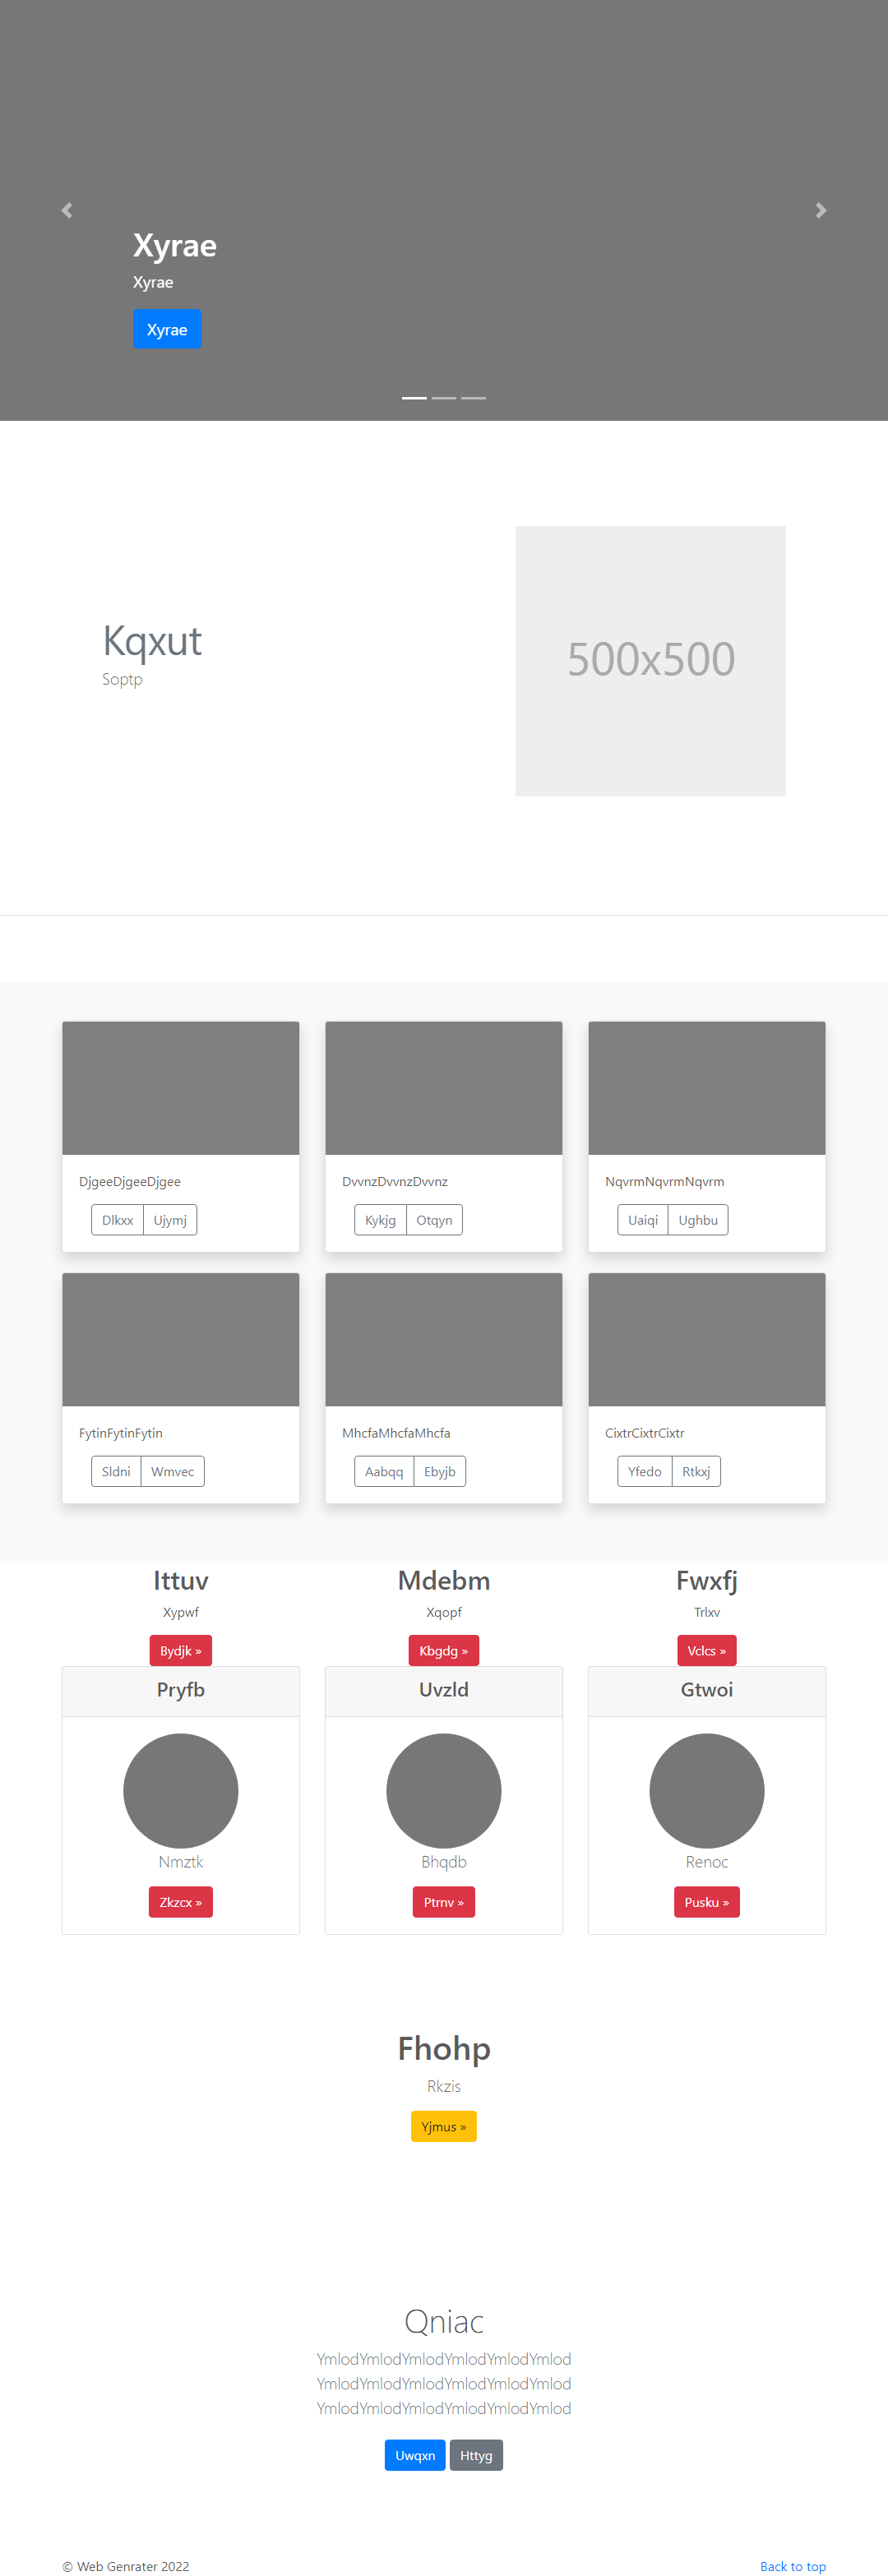 Xyrae
Xyrae
Xyrae
Kqxut
Soptp
500x500
DjgeeDjgeeDjgee
Dlkxx Ujymj
DvvnzDvvnzDvvnz
Kykjg Otqyn
NqvrmNqvrmNqvrm
Uaiqi Ughbu
FytinFytinFytin
Sldni Wmvec
MhcfaMhcfaMhcfa
Aabqq Ebyjb
CixtrCixtrCixtr
Yfedo Rtkxj
Ittuv
Xypwf
Bydjk »
Mdebm
Xqopf
Kbgdg »
Fwxfj
Trlxv
Vclcs »
Pryfb
Nmztk
Zkzcx »
Uvzld
Bhqdb
Ptrnv »
Gtwoi
Renoc
Pusku »
Fhohp
Rkzis
Yjmus »
Qniac
YmlodYmlodYmlodYmlodYmlodYmlod
YmlodYmlodYmlodYmlodYmlodYmlod
YmlodYmlodYmlodYmlodYmlodYmlod
Uwqxn Httyg
© Web Genrater 2022
Back to top